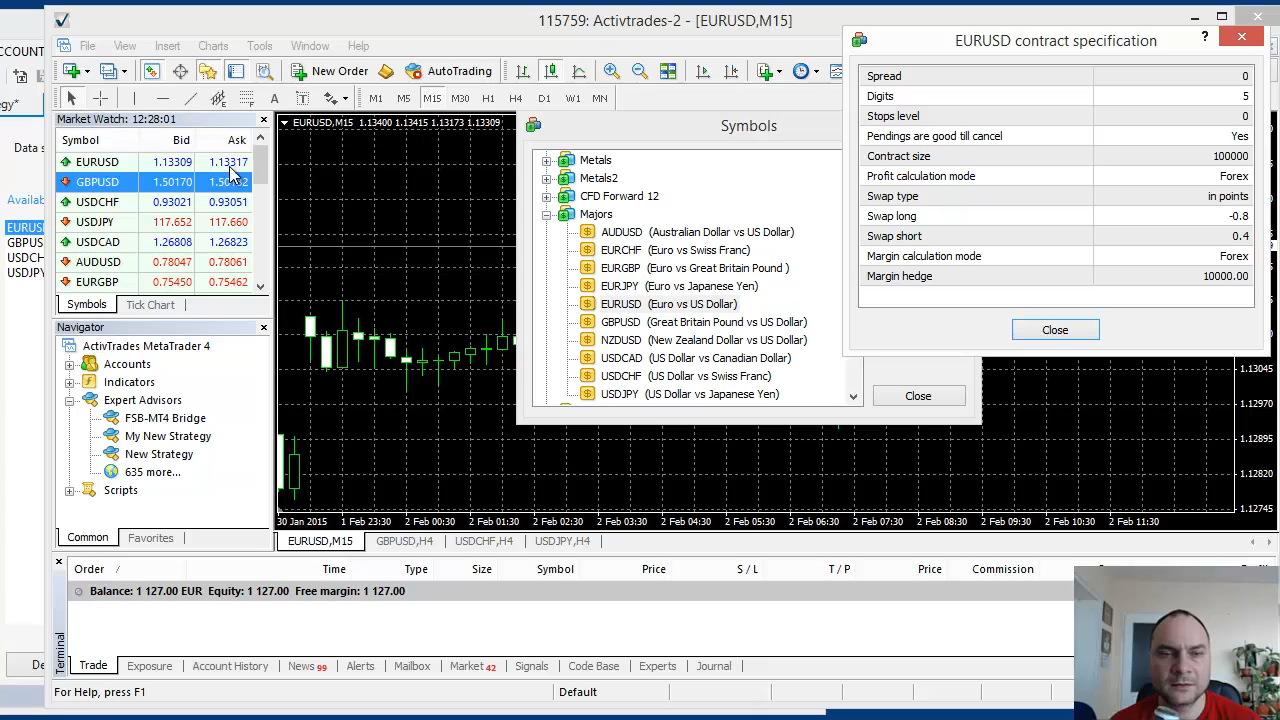 115759: Activtrades-2 - [EURUSD,M15]
File View Insert Charts Tools Window Help
New Order AutoTrading
M1 M5 M15 M30 H1 H4 D1 W1 MN
Market Watch: 12:28:01
Symbol Bid Ask
EURUSD 1.13309 1.13317
GBPUSD 1.50170
USDCHF 0.93021 0.93051
USDJPY 117.652 117.660
USDCAD 1.26808 1.26823
AUDUSD 0.78047 0.78061
EURGBP 0.75450 0.75462
Symbols Tick Chart
Navigator
ActivTrades MetaTrader 4
Accounts
Indicators
Expert Advisors
FSB-MT4 Bridge
My New Strategy
New Strategy
635 more...
Scripts
Common Favorites
EURUSD,M15 1.13400 1.13415 1.13173 1.13309
Symbols
Metals
Metals2
CFD Forward 12
Majors
AUDUSD (Australian Dollar vs US Dollar)
EURCHF (Euro vs Swiss Franc)
EURGBP (Euro vs Great Britain Pound )
EURJPY (Euro vs Japanese Yen)
EURUSD (Euro vs US Dollar)
GBPUSD (Great Britain Pound vs US Dollar)
NZDUSD (New Zealand Dollar vs US Dollar)
USDCAD (US Dollar vs Canadian Dollar)
USDCHF (US Dollar vs Swiss Franc)
USDJPY (US Dollar vs Japanese Yen)
Close
EURUSD contract specification
Spread 0
Digits 5
Stops level 0
Pendings are good till cancel Yes
Contract size 100000
Profit calculation mode Forex
Swap type in points
Swap long -0.8
Swap short 0.4
Margin calculation mode Forex
Margin hedge 10000.00
Close
1.13045
1.12970
1.12895
1.12820
1.12745
30 Jan 2015 1 Feb 23:30 2 Feb 00:30 2 Feb 01:30 2 Feb 02:30 2 Feb 03:30 2 Feb 04:30 2 Feb 05:30 2 Feb 06:30 2 Feb 07:30 2 Feb 08:30 2 Feb 09:30 2 Feb 10:30 2 Feb 11:30
EURUSD,M15 GBPUSD,H4 USDCHF,H4 USDJPY,H4
Order / Time Type Size Symbol Price S / L T / P Price Commission
Balance: 1 127.00 EUR Equity: 1 127.00 Free margin: 1 127.00
Terminal
Trade Exposure Account History News 99 Alerts Mailbox Market 42 Signals Code Base Experts Journal
For Help, press F1 Default